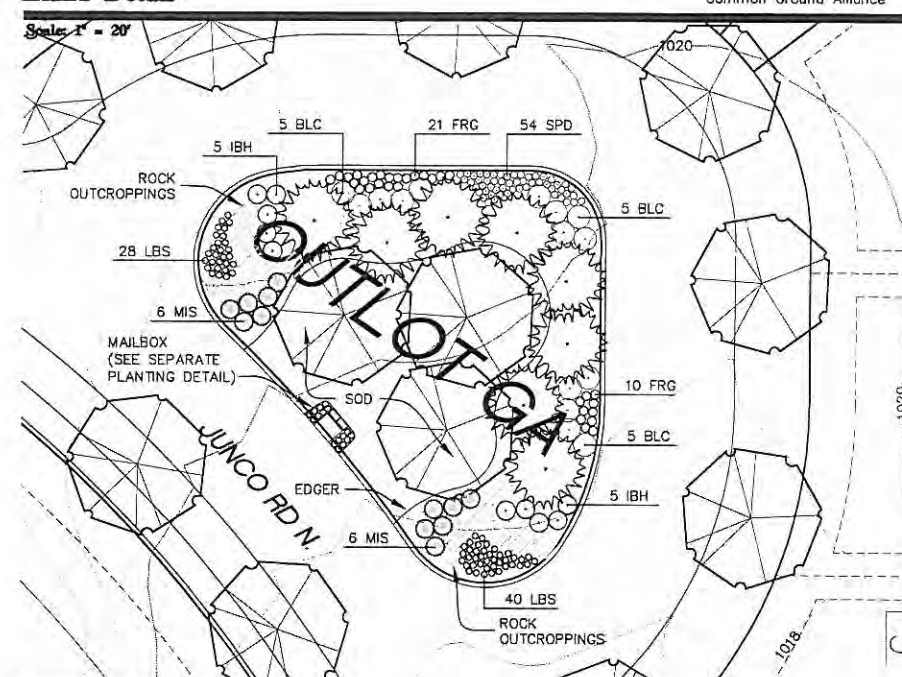 Common Ground Alliance
Scale: 1" = 20'
1020
5 BLC
21 FRG
54 SPD
5 IBH
ROCK
OUTCROPPINGS
5 BLC
28 LBS
6 MIS
MAILBOX
(SEE SEPARATE
PLANTING DETAIL)
OUTLOT GA
SOD
10 FRG
5 BLC
JUNCO RD N.
EDGER
5 IBH
6 MIS
40 LBS
ROCK
OUTCROPPINGS
1020
1018